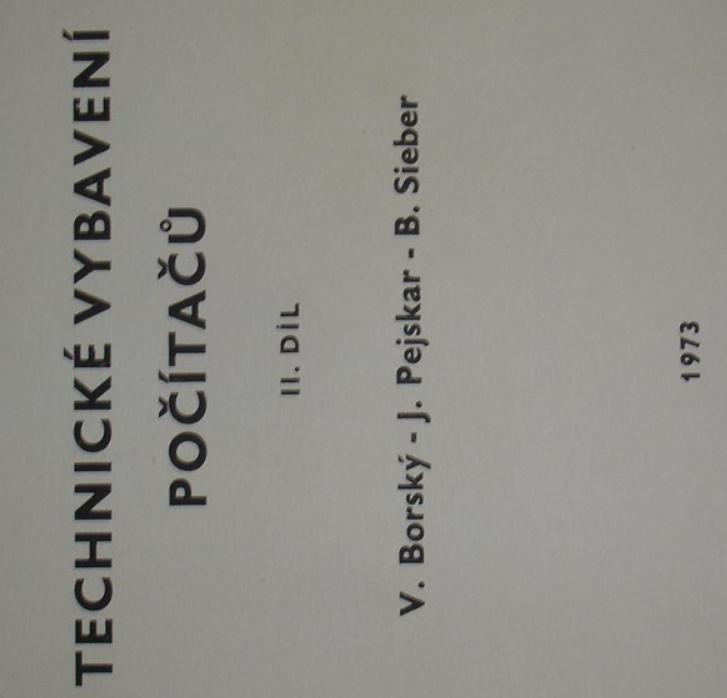 TECHNICKÉ VYBAVENÍ
POČÍTAČŮ
II. DÍL
V. Borský - J. Pejskar - B. Sieber
1973